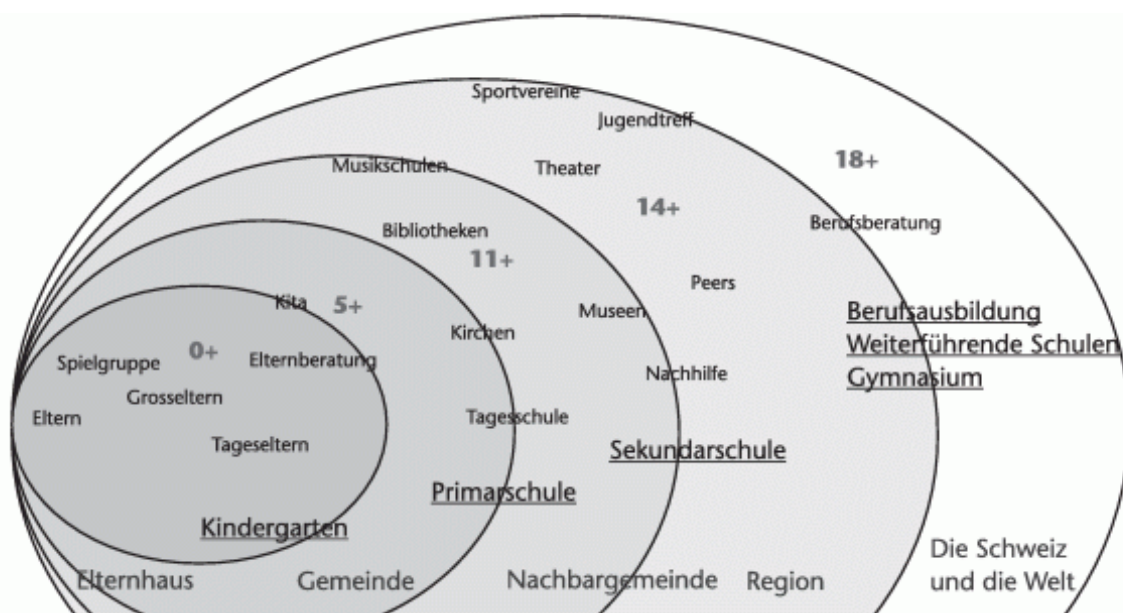 Sportvereine
Jugendtreff
18+
Musikschulen
Theater
14+
Berufsberatung
Bibliotheken
11+
Peers
Kita
5+
Museen
Berufsausbildung
Kirchen
Weiterführende Schulen
0+
Spielgruppe
Elternberatung
Nachhilfe
Gymnasium
Grosseltern
Eltern
Tagesschule
Tageseltern
Sekundarschule
Primarschule
Kindergarten
Die Schweiz
und die Welt
Elternhaus
Gemeinde
Nachbargemeinde
Region